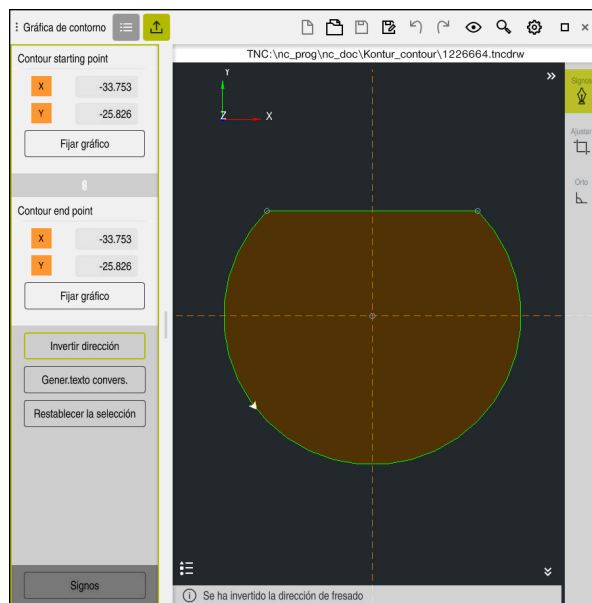 Gráfica de contorno
TNC:\nc_prog\nc_doc\Kontur_contour\1226664.tncdrw
Contour starting point
X -33.753
Y -25.826
Fijar gráfico
Contour end point
X -33.753
Y -25.826
Fijar gráfico
Invertir dirección
Gener.texto convers.
Restablecer la selección
Signos
Y
Z X
Signos
Ajustar
Orto
Se ha invertido la dirección de fresado